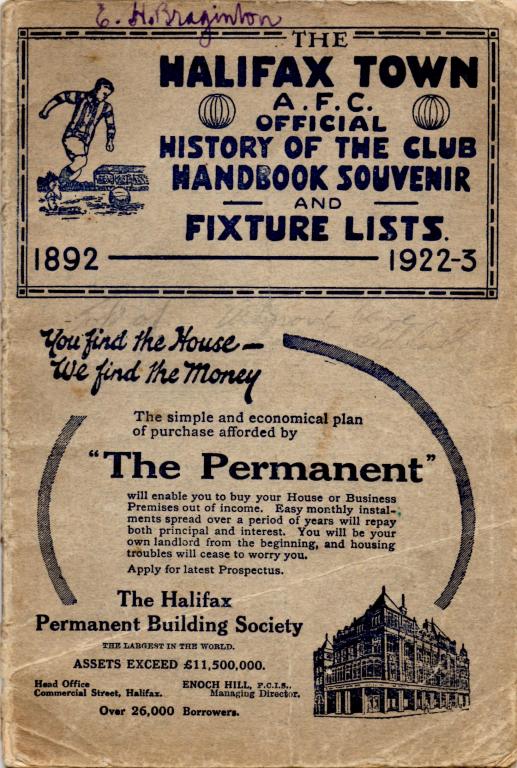 E. H. Braginton
THE
HALIFAX TOWN
A.F.C.
OFFICIAL
HISTORY OF THE CLUB
HANDBOOK SOUVENIR
AND
FIXTURE LISTS.
1892 1922-3
You find the House —
We find the Money
The simple and economical plan
of purchase afforded by
"The Permanent"
will enable you to buy your House or Business
Premises out of income. Easy monthly instal-
ments spread over a period of years will repay
both principal and interest. You will be your
own landlord from the beginning, and housing
troubles will cease to worry you.
Apply for latest Prospectus.
The Halifax
Permanent Building Society
THE LARGEST IN THE WORLD.
ASSETS EXCEED £11,500,000.
Head Office ENOCH HILL, F.C.I.S.,
Commercial Street, Halifax. Managing Director.
Over 26,000 Borrowers.